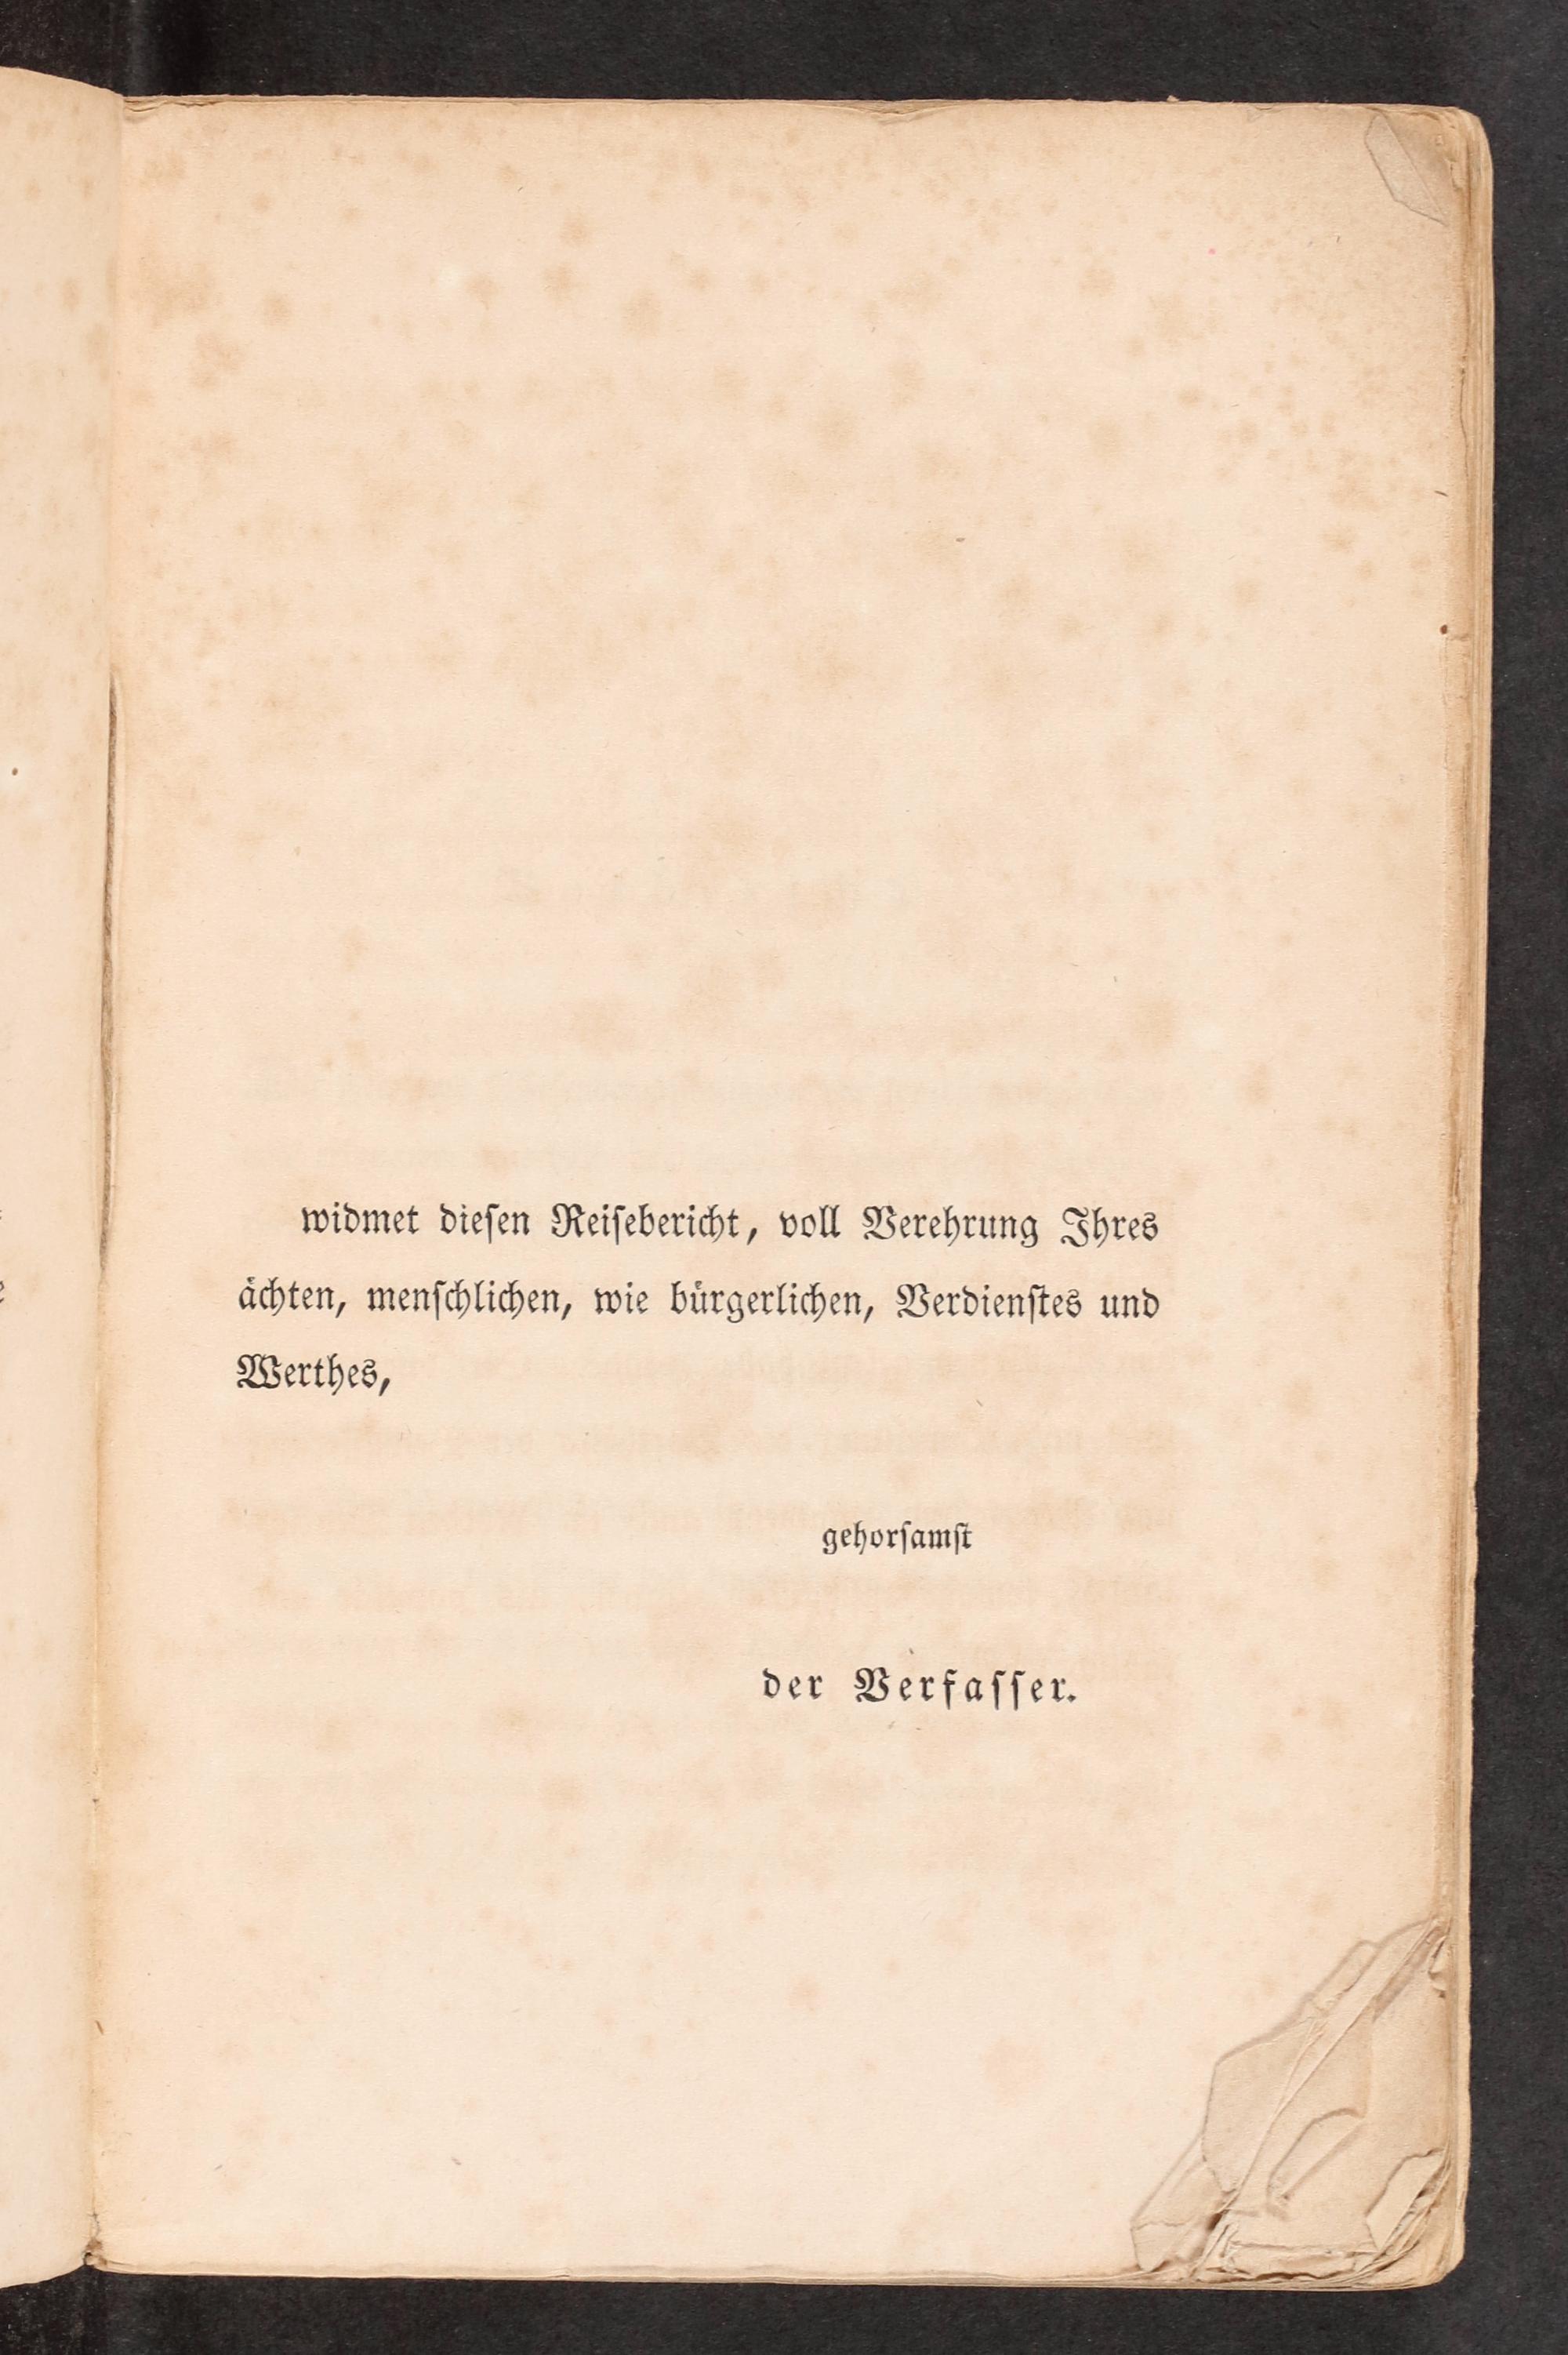 widmet dieſen Reiſebericht, voll Verehrung Ihres
ächten, menſchlichen, wie bürgerlichen, Verdienſtes und
Werthes,
gehorſamſt
der Verfaſſer.